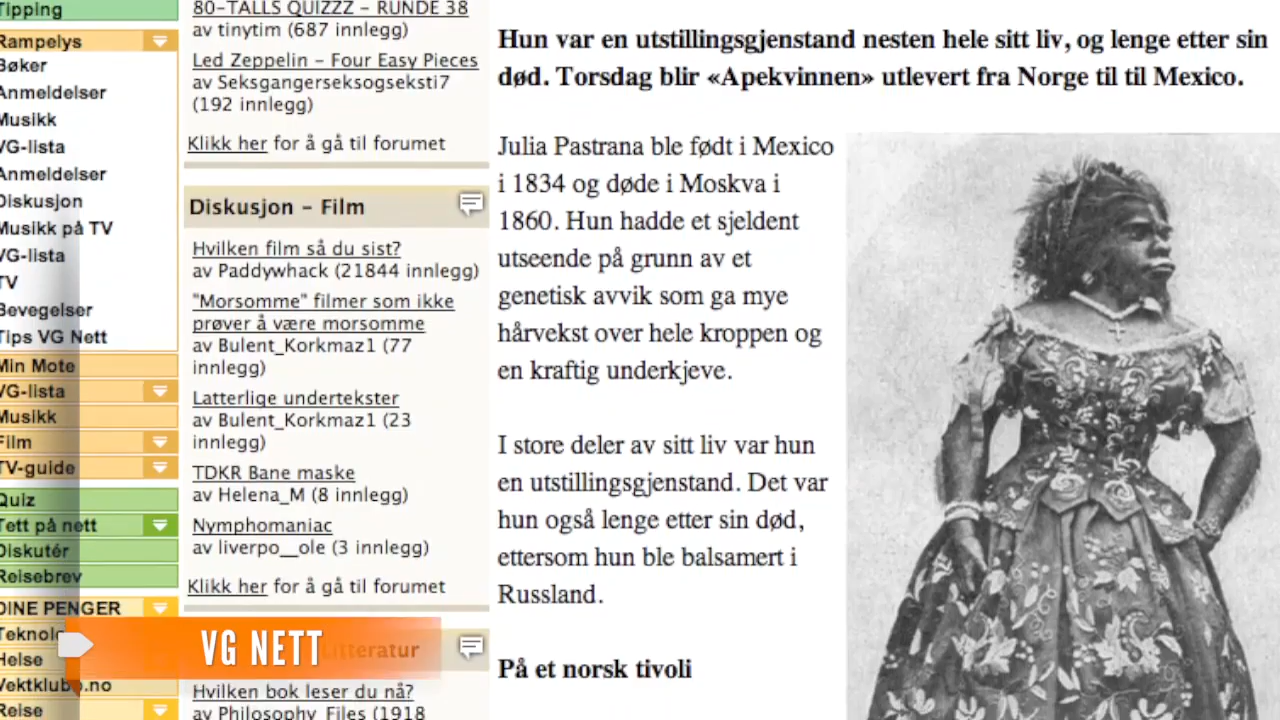 Tipping
Rampelys
Bøker
Anmeldelser
Musikk
VG-lista
Anmeldelser
Diskusjon
Musikk på TV
VG-lista
TV
Bevegelser
Tips VG Nett
Min Mote
VG-lista
Musikk
Film
TV-guide
Quiz
Tett på nett
Diskutér
Reisebrev
DINE PENGER
Teknolo
Helse
Vektklubb.no
Reise
80-TALLS QUIZZZ - RUNDE 38
av tinytim (687 innlegg)
Led Zeppelin - Four Easy Pieces
av Seksgangerseksogseksti7
(192 innlegg)
Klikk her for å gå til forumet
Diskusjon - Film
Hvilken film så du sist?
av Paddywhack (21844 innlegg)
"Morsomme" filmer som ikke
prøver å være morsomme
av Bulent_Korkmaz1 (77
innlegg)
Latterlige undertekster
av Bulent_Korkmaz1 (23
innlegg)
TDKR Bane maske
av Helena_M (8 innlegg)
Nymphomaniac
av liverpo__ole (3 innlegg)
Klikk her for å gå til forumet
Litteratur
Hvilken bok leser du nå?
av Philosophy_Files (1918
Hun var en utstillingsgjenstand nesten hele sitt liv, og lenge etter sin
død. Torsdag blir «Apekvinnen» utlevert fra Norge til til Mexico.
Julia Pastrana ble født i Mexico
i 1834 og døde i Moskva i
1860. Hun hadde et sjeldent
utseende på grunn av et
genetisk avvik som ga mye
hårvekst over hele kroppen og
en kraftig underkjeve.
I store deler av sitt liv var hun
en utstillingsgjenstand. Det var
hun også lenge etter sin død,
ettersom hun ble balsamert i
Russland.
På et norsk tivoli
VG NETT